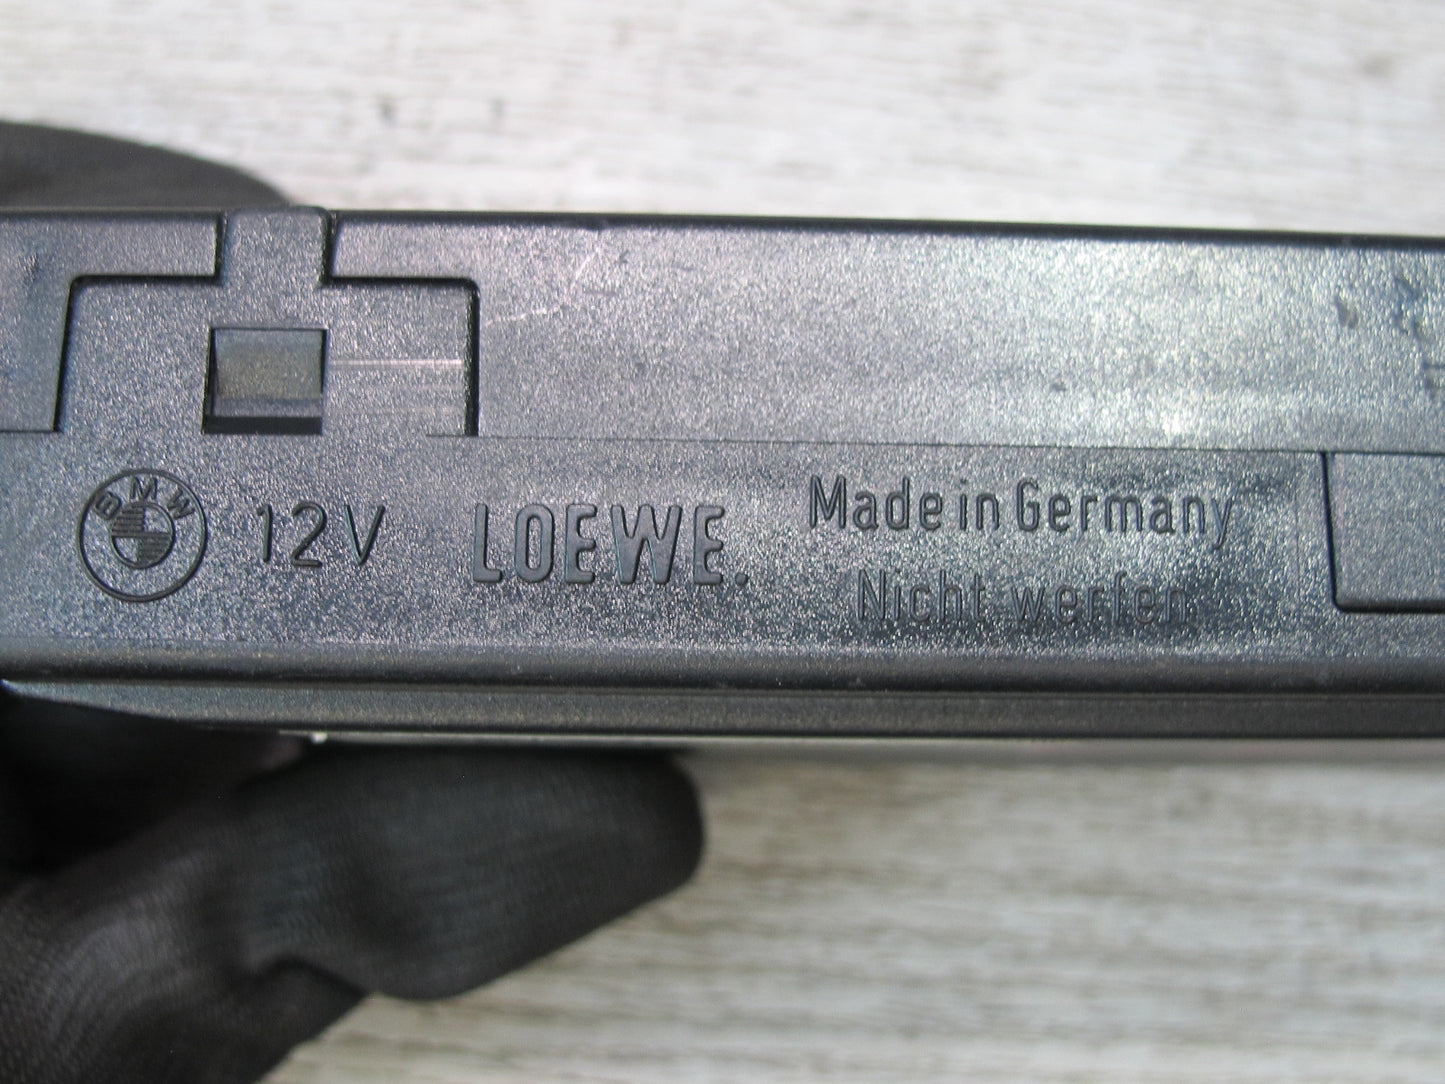 BMW 12V LOEWE. Made in Germany
Nicht werfen